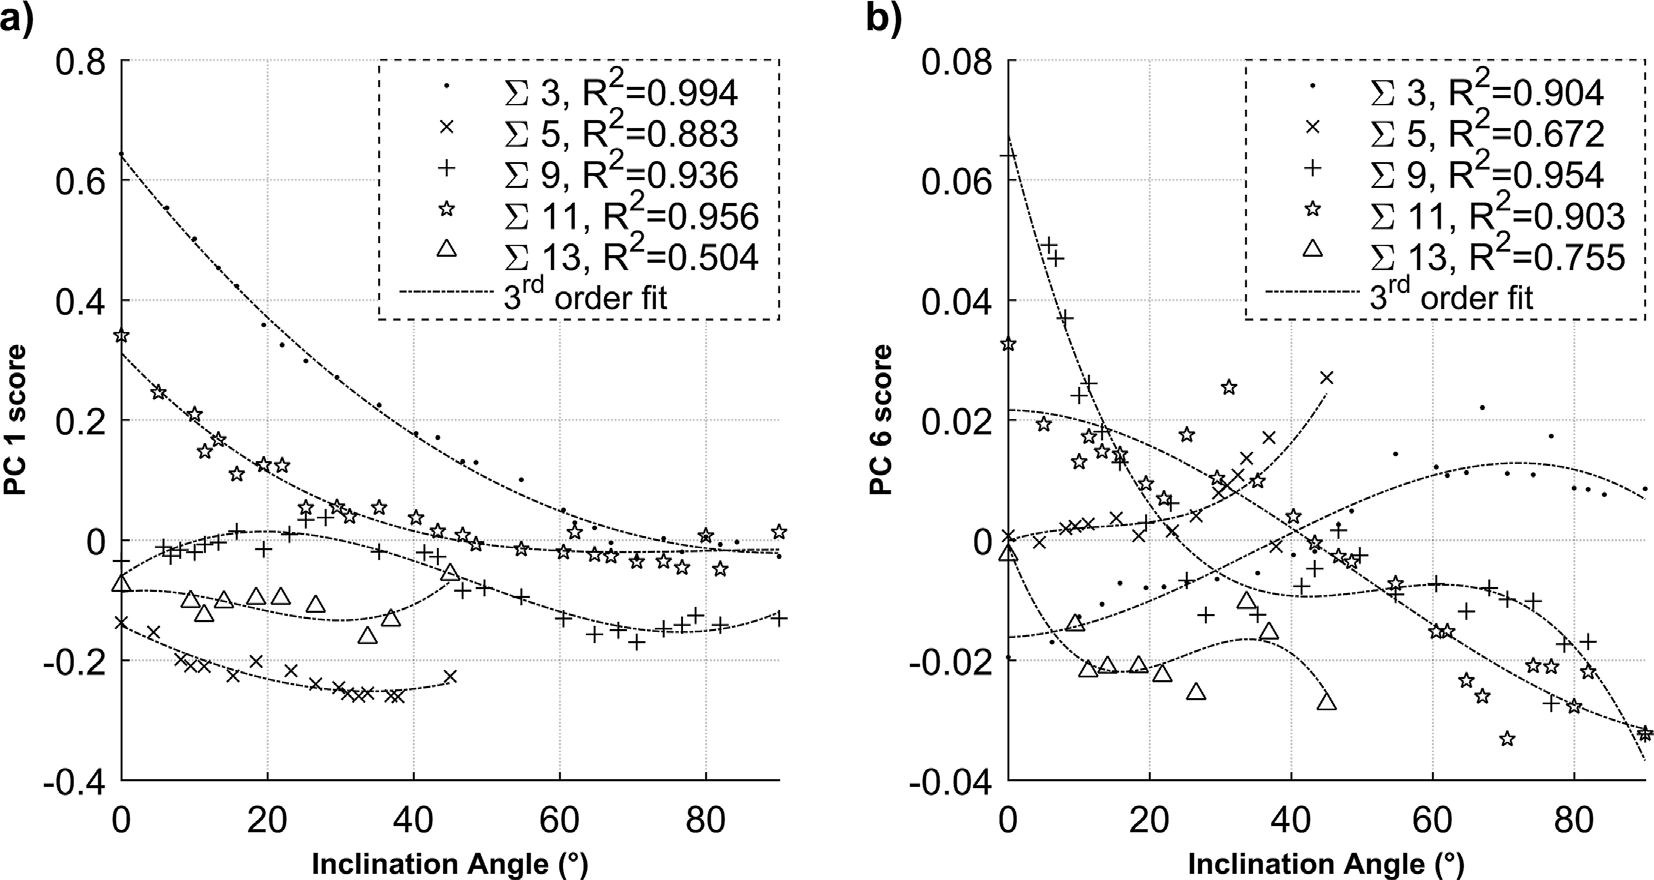 a)
0.8
0.6
0.4
0.2
0
-0.2
-0.4
PC 1 score
Σ 3, R²=0.994
Σ 5, R²=0.883
Σ 9, R²=0.936
Σ 11, R²=0.956
Σ 13, R²=0.504
3rd order fit
0 20 40 60 80
Inclination Angle (°)
b)
0.08
0.06
0.04
0.02
0
-0.02
-0.04
PC 6 score
Σ 3, R²=0.904
Σ 5, R²=0.672
Σ 9, R²=0.954
Σ 11, R²=0.903
Σ 13, R²=0.755
3rd order fit
0 20 40 60 80
Inclination Angle (°)